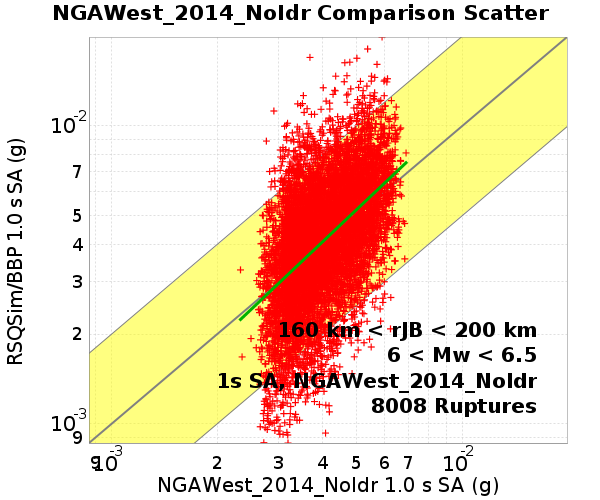 NGAWest_2014_NoIdr Comparison Scatter
RSQSim/BBP 1.0 s SA (g)
10-2
7
5
4
3
2
10-3
9
160 km < rJB < 200 km
6 < Mw < 6.5
1s SA, NGAWest_2014_NoIdr
8008 Ruptures
9 10-3 2 3 4 5 6 7 10-2
NGAWest_2014_NoIdr 1.0 s SA (g)